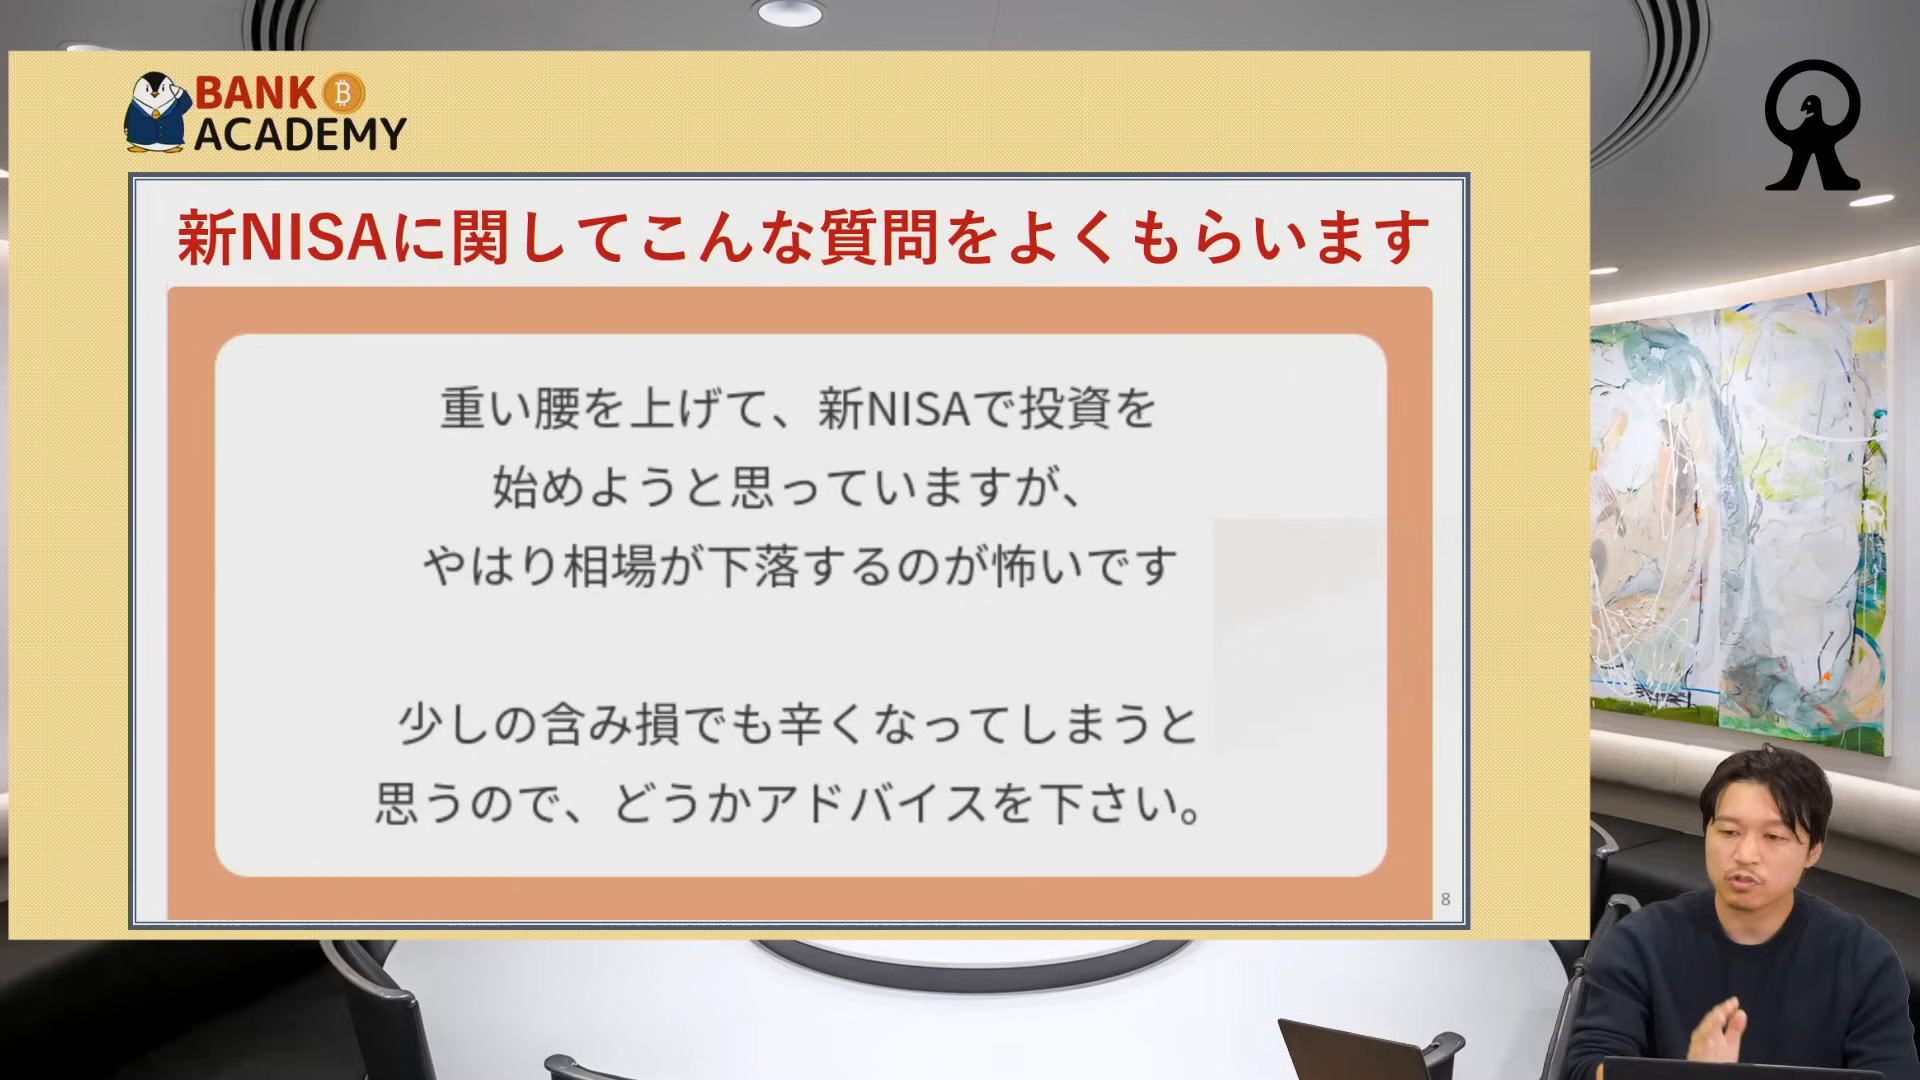 BANK
ACADEMY
新NISAに関してこんな質問をよくもらいます
重い腰を上げて、新NISAで投資を
始めようと思っていますが、
やはり相場が下落するのが怖いです
少しの含み損でも辛くなってしまうと
思うので、どうかアドバイスを下さい。
8